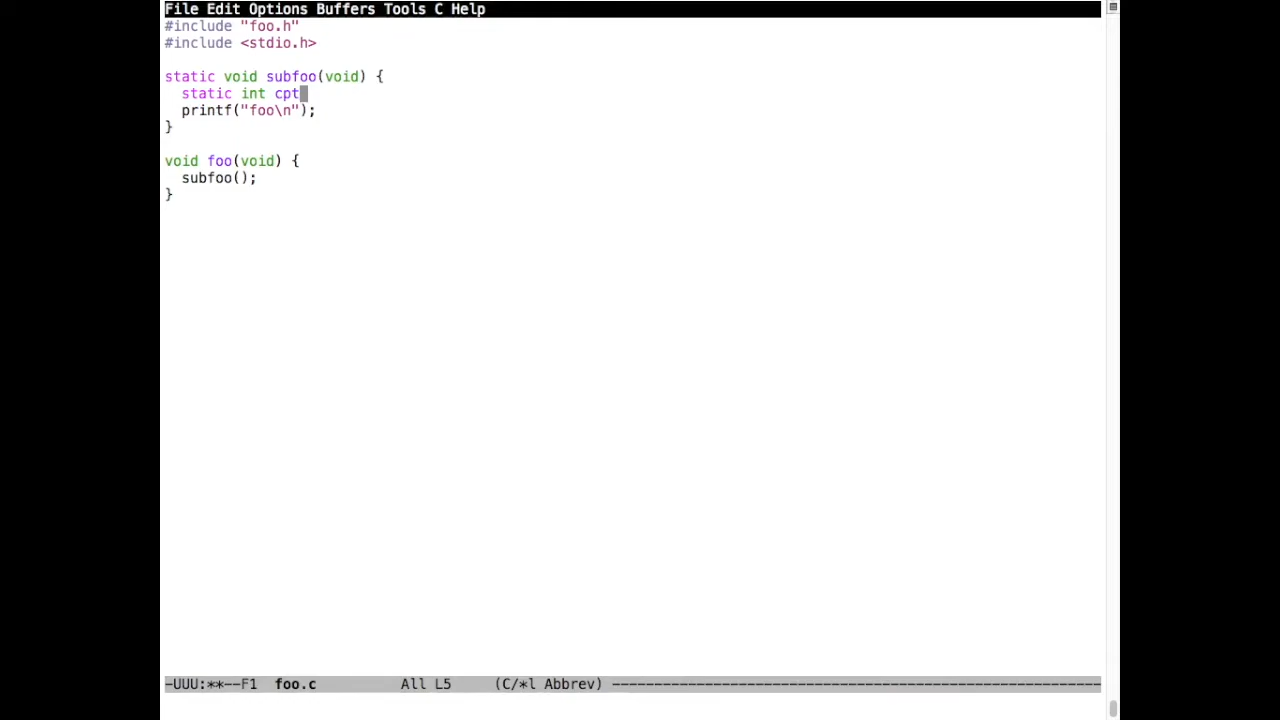 File Edit Options Buffers Tools C Help
#include "foo.h"
#include <stdio.h>
static void subfoo(void) {
  static int cpt
  printf("foo\n");
}
void foo(void) {
  subfoo();
}
-UUU:**--F1  foo.c          All L5     (C/*l Abbrev) ----------------------------------------------------------